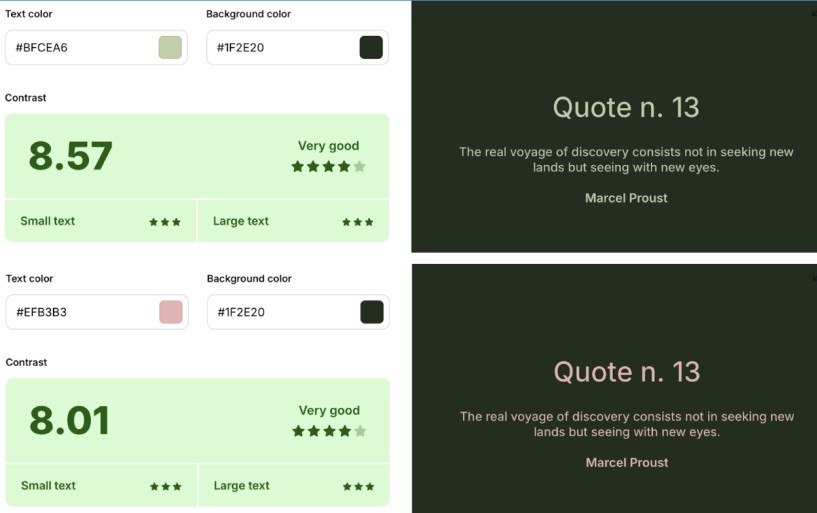 Text color
Background color
#BFCEA6
#1F2E20
Contrast
8.57
Very good
Small text
Large text
Quote n. 13
The real voyage of discovery consists not in seeking new
lands but seeing with new eyes.
Marcel Proust
Text color
Background color
#EFB3B3
#1F2E20
Contrast
8.01
Very good
Small text
Large text
Quote n. 13
The real voyage of discovery consists not in seeking new
lands but seeing with new eyes.
Marcel Proust